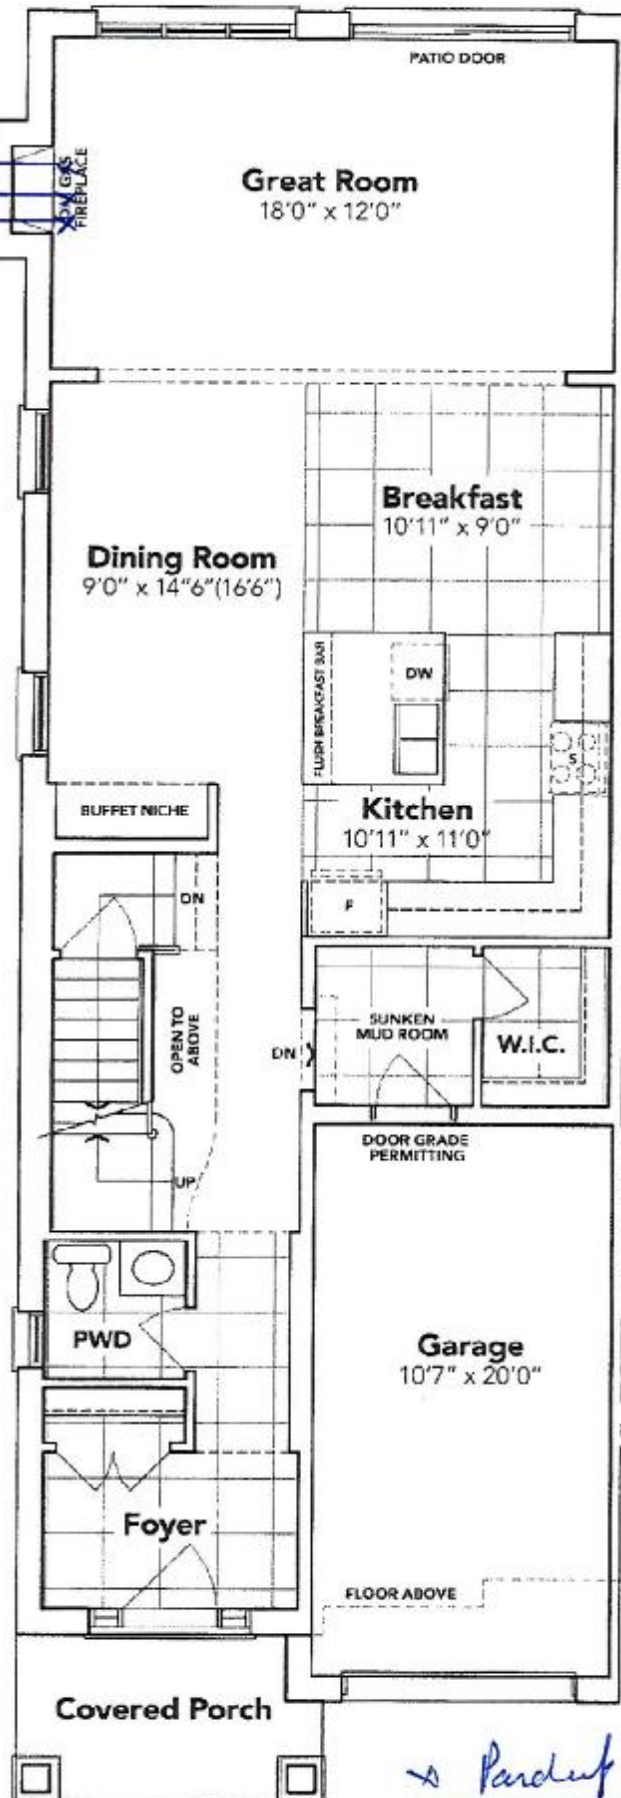 PATIO DOOR
GAS
FIREPLACE
Great Room
18'0" x 12'0"
Breakfast
10'11" x 9'0"
Dining Room
9'0" x 14"6"(16'6")
FLUSH BREAKFAST BAR
DW
S
BUFFET NICHE
Kitchen
10'11" x 11'0"
F
DN
OPEN TO
ABOVE
SUNKEN
MUD ROOM
W.I.C.
DN
DOOR GRADE
PERMITTING
UP
PWD
Garage
10'7" x 20'0"
Foyer
FLOOR ABOVE
Covered Porch